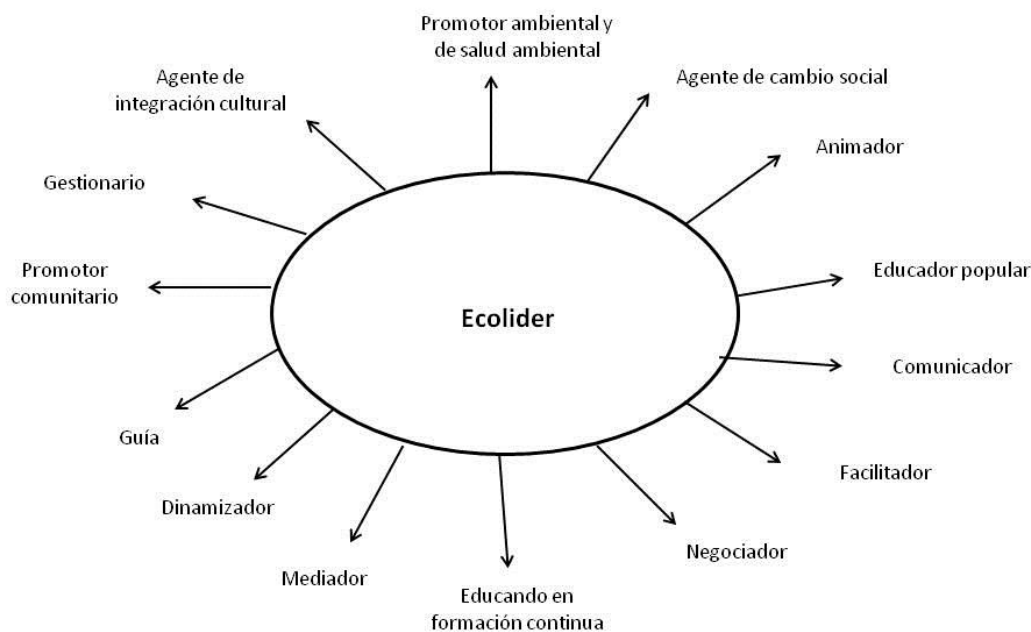 Promotor ambiental y
de salud ambiental
Agente de
integración cultural
Agente de cambio social
Animador
Gestionario
Educador popular
Promotor
comunitario
Ecolider
Comunicador
Guía
Facilitador
Dinamizador
Negociador
Mediador
Educando en
formación continua